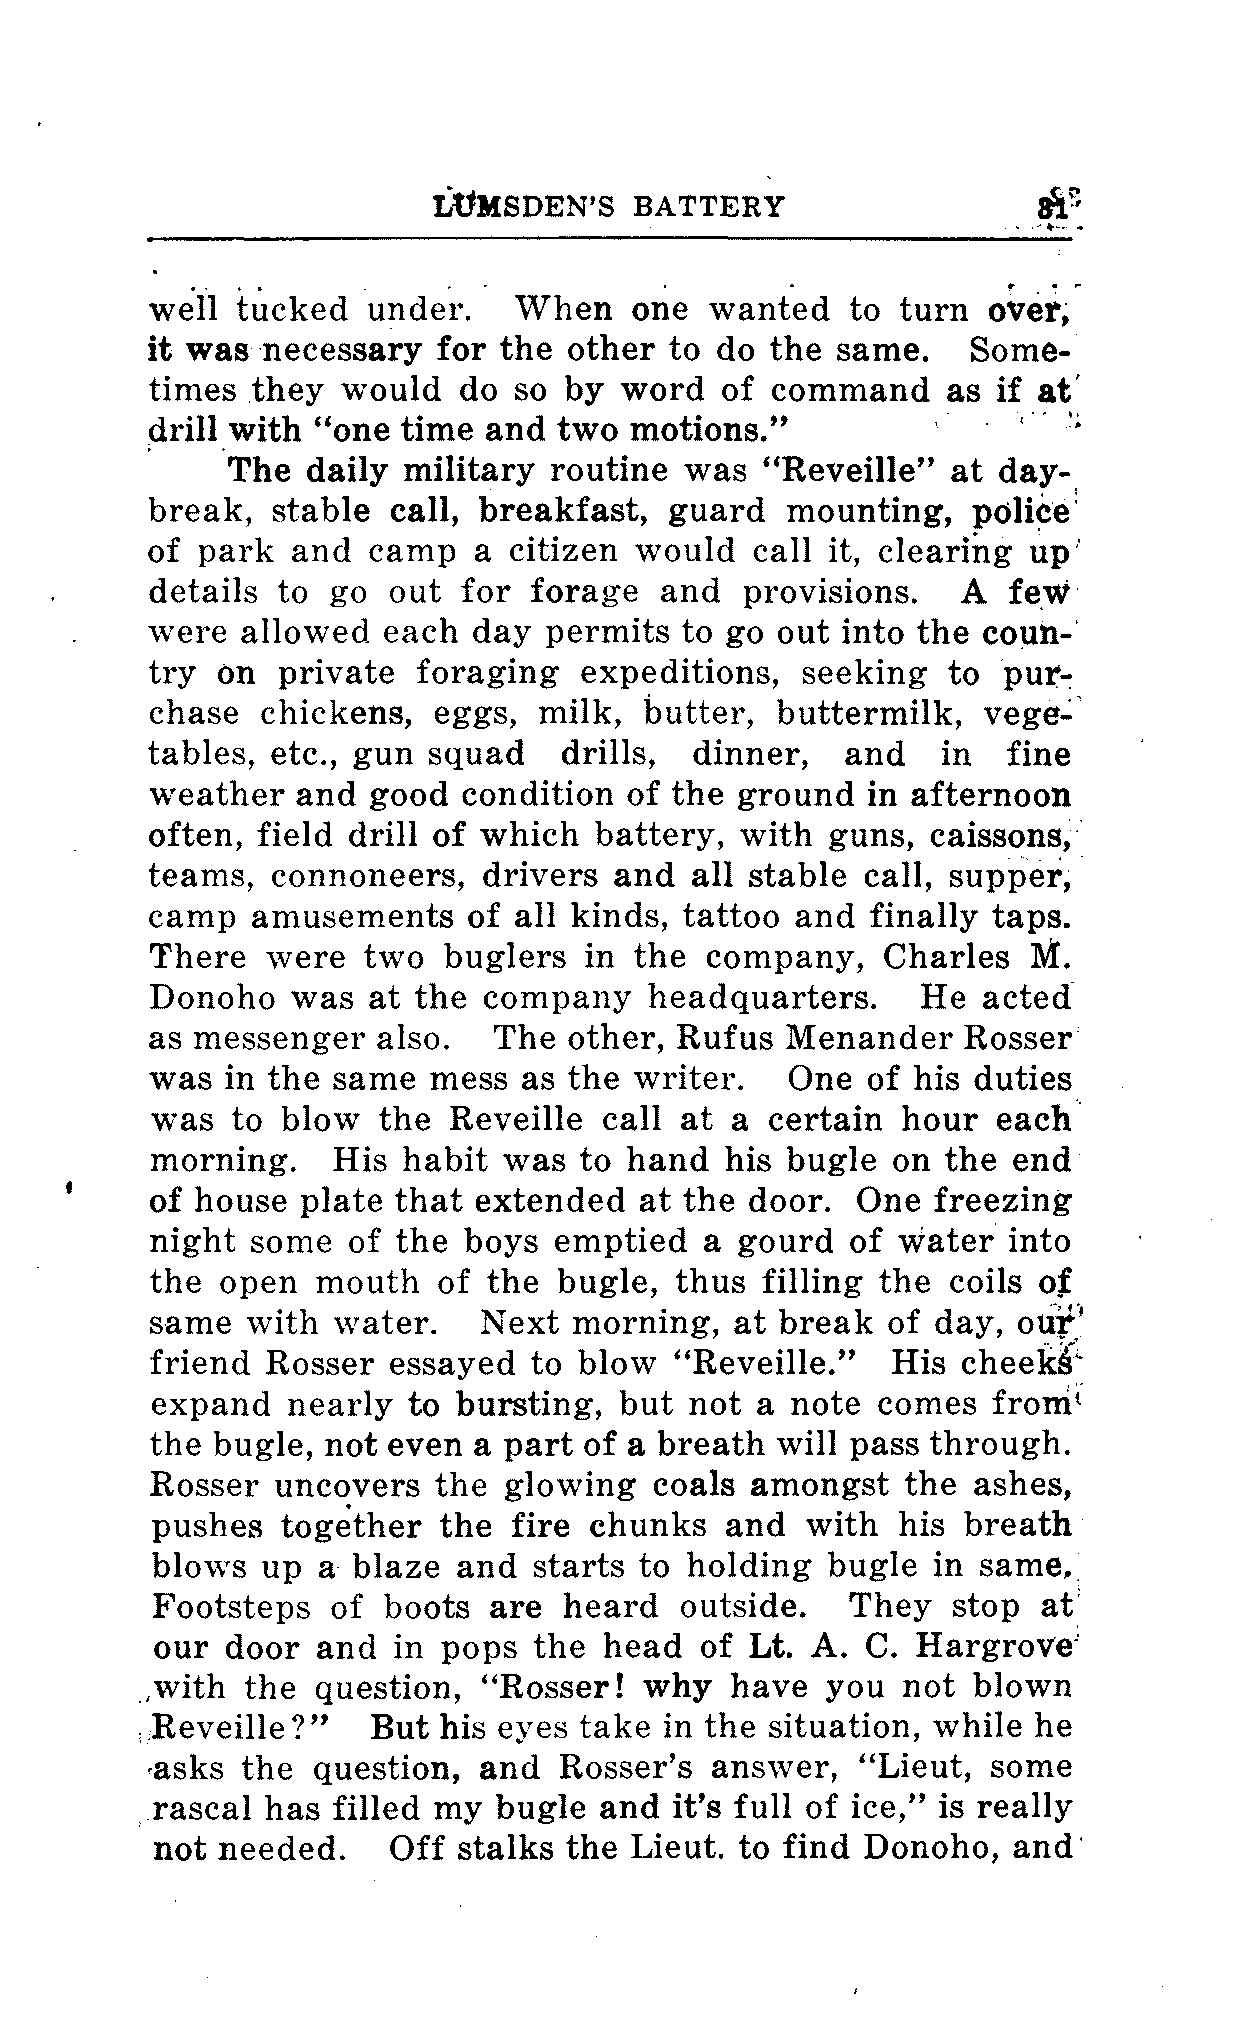 LUMSDEN'S BATTERY
well tucked under. When one wanted to turn over,
it was necessary for the other to do the same. Some-
times they would do so by word of command as if at
drill with “one time and two motions.”
The daily military routine was “Reveille” at day-
break, stable call, breakfast, guard mounting, police
of park and camp a citizen would call it, clearing up
details to go out for forage and provisions. A few
were allowed each day permits to go out into the coun-
try on private foraging expeditions, seeking to pur-
chase chickens, eggs, milk, butter, buttermilk, vege-
tables, etc., gun squad drills, dinner, and in fine
weather and good condition of the ground in afternoon
often, field drill of which battery, with guns, caissons,
teams, connoneers, drivers and all stable call, supper,
camp amusements of all kinds, tattoo and finally taps.
There were two buglers in the company, Charles M.
Donoho was at the company headquarters. He acted
as messenger also. The other, Rufus Menander Rosser
was in the same mess as the writer. One of his duties
was to blow the Reveille call at a certain hour each
morning. His habit was to hand his bugle on the end
of house plate that extended at the door. One freezing
night some of the boys emptied a gourd of water into
the open mouth of the bugle, thus filling the coils of
same with water. Next morning, at break of day, our
friend Rosser essayed to blow “Reveille.” His cheeks
expand nearly to bursting, but not a note comes from
the bugle, not even a part of a breath will pass through.
Rosser uncovers the glowing coals amongst the ashes,
pushes together the fire chunks and with his breath
blows up a blaze and starts to holding bugle in same.
Footsteps of boots are heard outside. They stop at
our door and in pops the head of Lt. A. C. Hargrove
with the question, “Rosser! why have you not blown
Reveille?” But his eyes take in the situation, while he
asks the question, and Rosser's answer, “Lieut, some
rascal has filled my bugle and it's full of ice,” is really
not needed. Off stalks the Lieut. to find Donoho, and